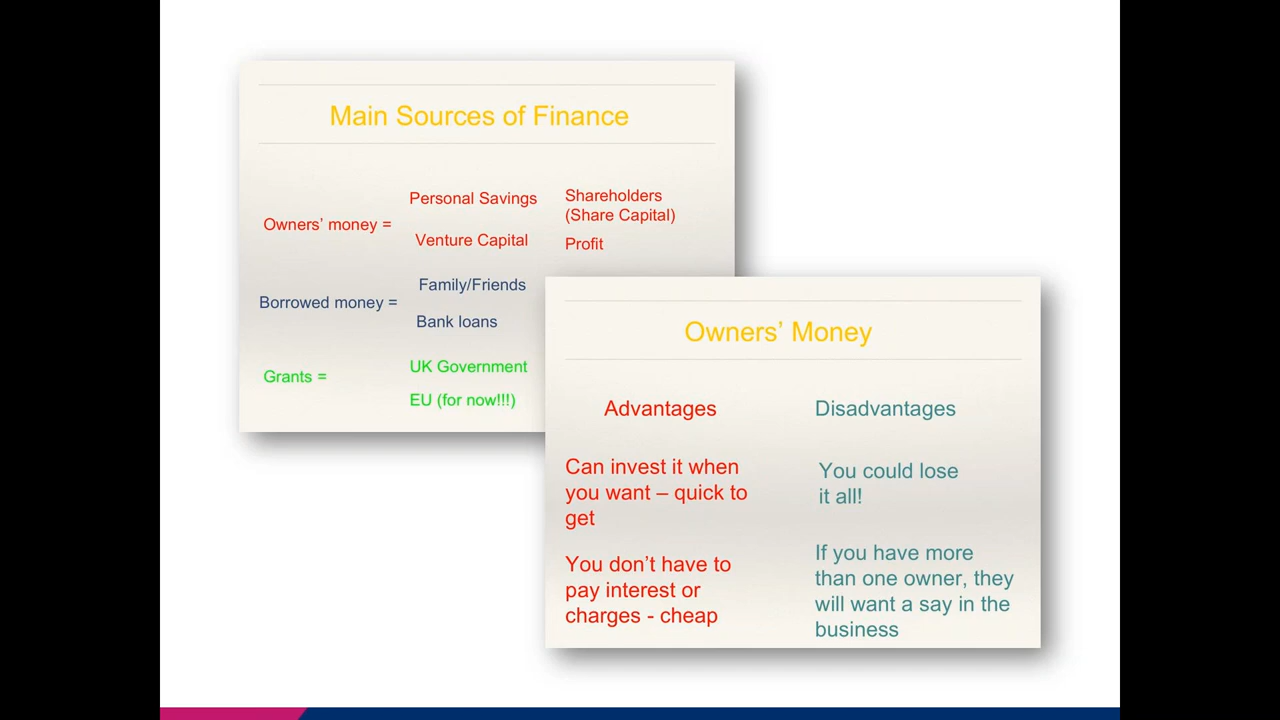 Main Sources of Finance
Owners’ money =
Personal Savings
Venture Capital
Shareholders
(Share Capital)
Profit
Borrowed money =
Family/Friends
Bank loans
Grants =
UK Government
EU (for now!!!)
Owners’ Money
Advantages
Can invest it when
you want – quick to
get
You don’t have to
pay interest or
charges - cheap
Disadvantages
You could lose
it all!
If you have more
than one owner, they
will want a say in the
business